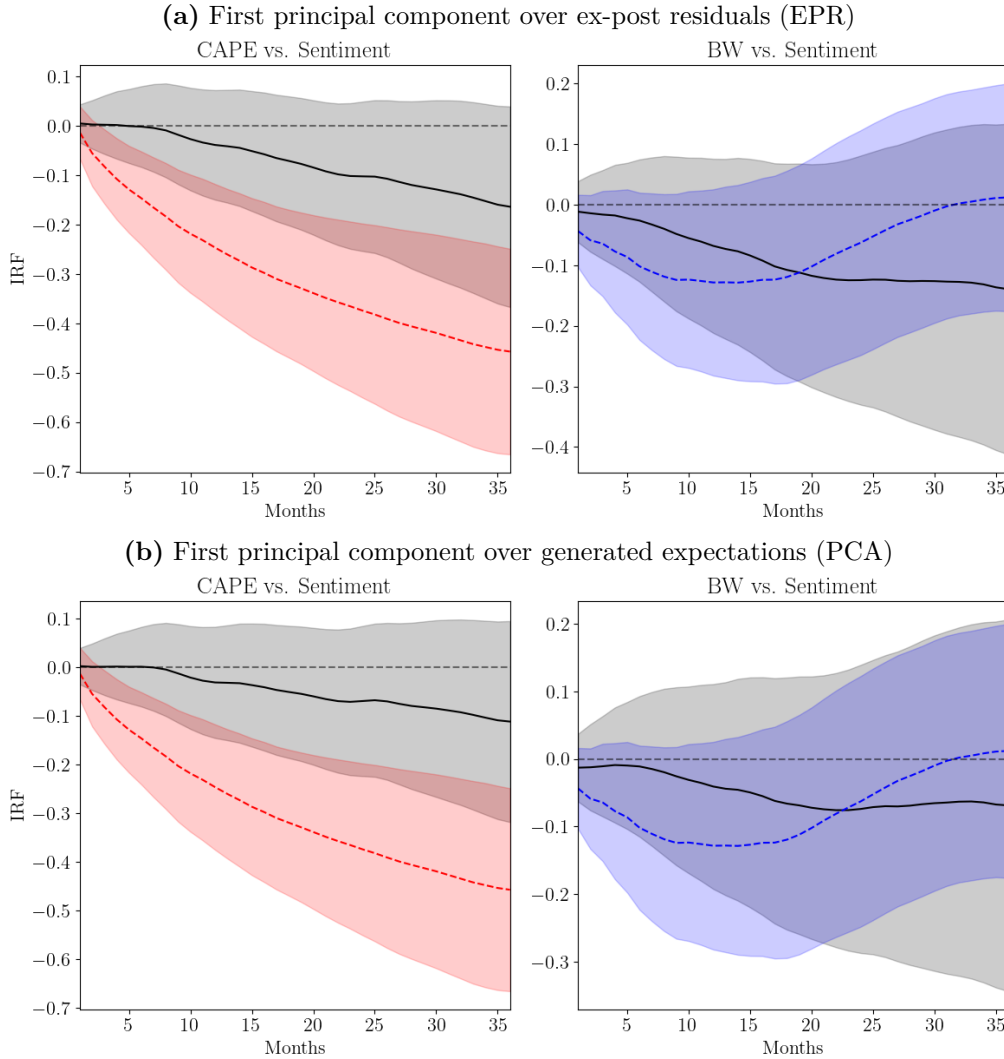 (a) First principal component over ex-post residuals (EPR)
CAPE vs. Sentiment
BW vs. Sentiment
0.1
0.0
−0.1
−0.2
−0.3
−0.4
−0.5
−0.6
−0.7
IRF
5 10 15 20 25 30 35
Months
0.2
0.1
0.0
−0.1
−0.2
−0.3
−0.4
5 10 15 20 25 30 35
Months
(b) First principal component over generated expectations (PCA)
CAPE vs. Sentiment
BW vs. Sentiment
0.1
0.0
−0.1
−0.2
−0.3
−0.4
−0.5
−0.6
−0.7
IRF
5 10 15 20 25 30 35
Months
0.2
0.1
0.0
−0.1
−0.2
−0.3
5 10 15 20 25 30 35
Months